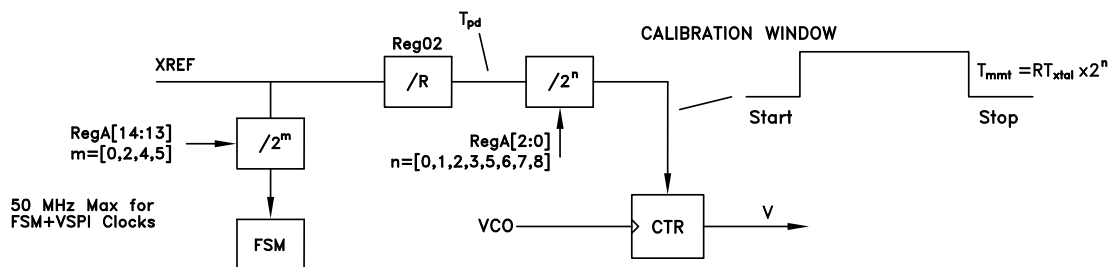 T_pd
CALIBRATION WINDOW
Reg02
XREF
/R
/2^n
T_mmt =RT_xtal x2^n
Start
Stop
RegA[14:13]
m=[0,2,4,5]
/2^m
RegA[2:0]
n=[0,1,2,3,5,6,7,8]
50 MHz Max for
FSM+VSPI Clocks
FSM
VCO
CTR
V